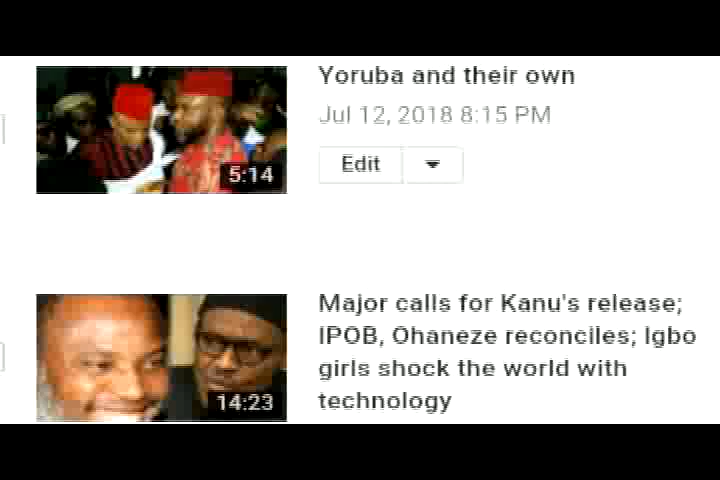 Yoruba and their own
Jul 12, 2018 8:15 PM
5:14
Edit
Major calls for Kanu's release;
IPOB, Ohaneze reconciles; Igbo
girls shock the world with
technology
14:23